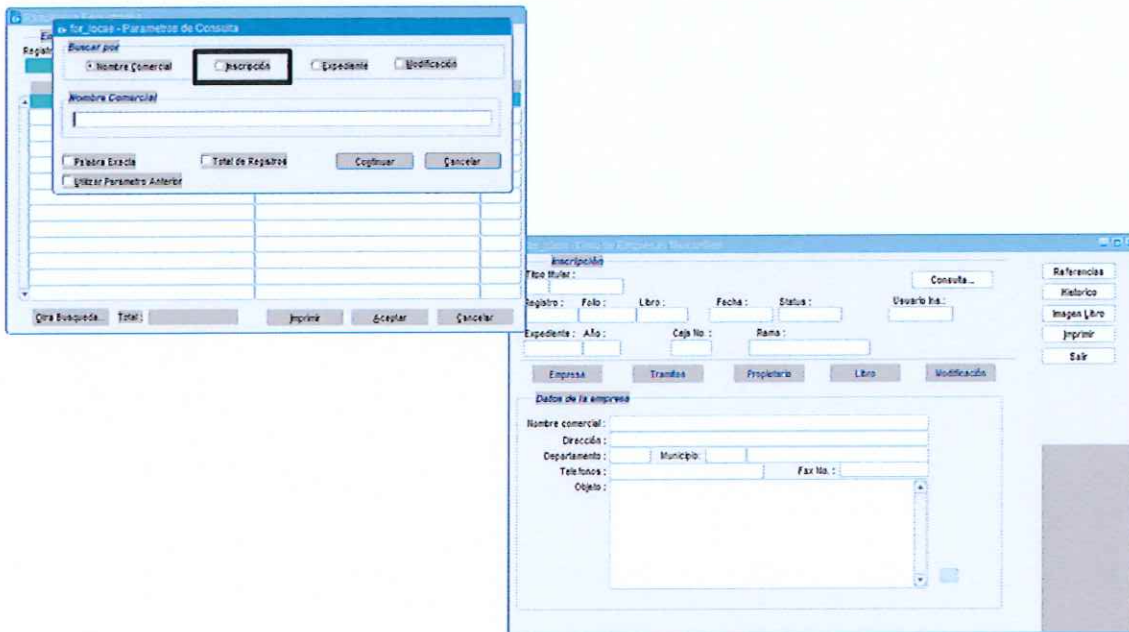 for_locae - Parametros de Consulta
Buscar por
Nombre Comercial
Inscripción
Expediente
Modificación
Nombre Comercial
Palabra Exacta
Total de Registros
Continuar
Cancelar
Utilizar Parametro Anterior
Otra Busqueda...
Total :
Imprimir
Aceptar
Cancelar
Inscripción
Tipo titular :
Consulta...
Registro :
Folio :
Libro :
Fecha :
Status :
Usuario Ins.:
Expediente :
Año :
Caja No. :
Rama :
Empresa
Tramites
Propietario
Libro
Modificación
Datos de la empresa
Nombre comercial :
Dirección :
Departamento :
Municipio:
Telefonos :
Fax No. :
Objeto :
Referencias
Historico
Imagen Libro
Imprimir
Salir